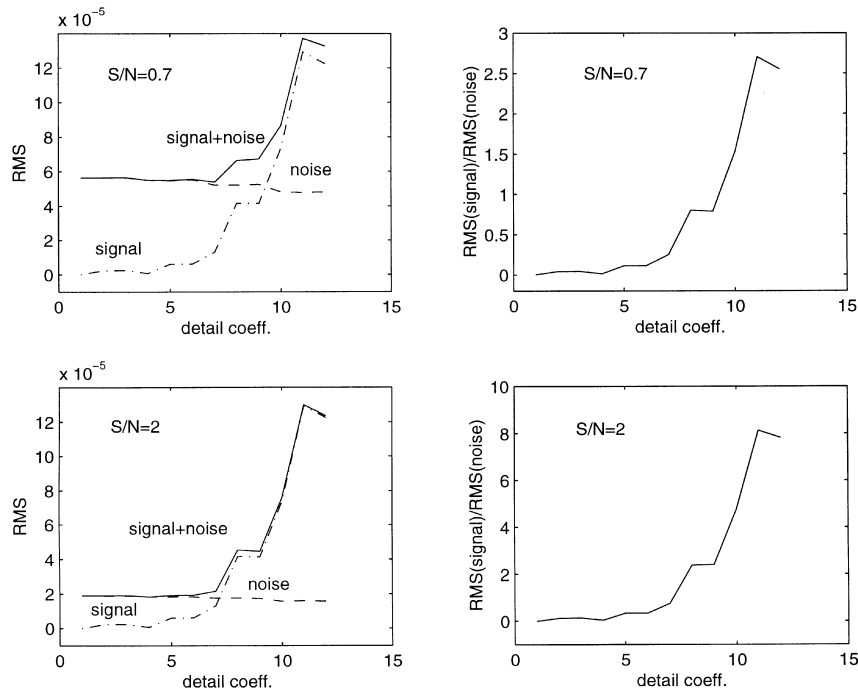 x 10⁻⁵
12
10
8
6
4
2
0
RMS
S/N=0.7
signal+noise
noise
signal
0 5 10 15
detail coeff.
3
2.5
2
1.5
1
0.5
0
RMS(signal)/RMS(noise)
S/N=0.7
0 5 10 15
detail coeff.
x 10⁻⁵
12
10
8
6
4
2
0
RMS
S/N=2
signal+noise
noise
signal
0 5 10 15
detail coeff.
10
8
6
4
2
0
RMS(signal)/RMS(noise)
S/N=2
0 5 10 15
detail coeff.